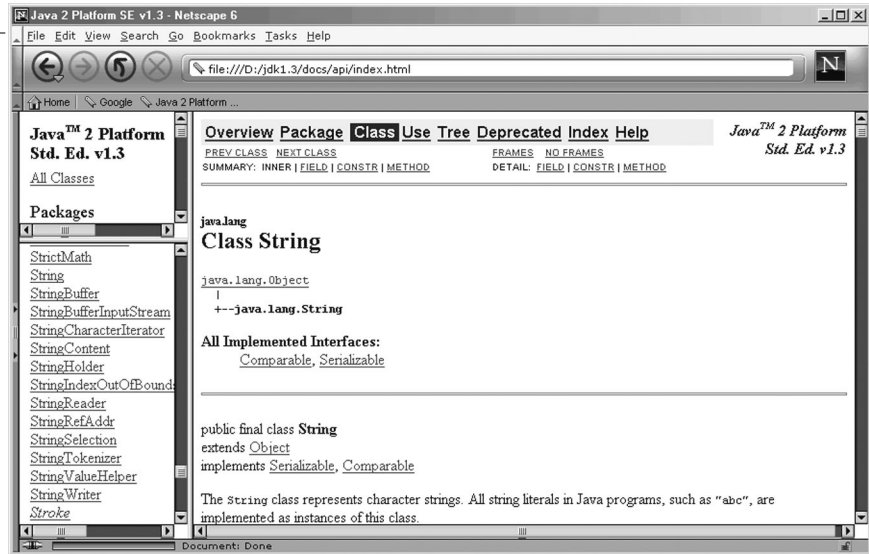 Java 2 Platform SE v1.3 - Netscape 6
File Edit View Search Go Bookmarks Tasks Help
file:///D:/jdk1.3/docs/api/index.html
N
Home Google Java 2 Platform ...
Java™ 2 Platform
Std. Ed. v1.3
All Classes
Packages
StrictMath
String
StringBuffer
StringBufferInputStream
StringCharacterIterator
StringContent
StringHolder
StringIndexOutOfBounds
StringReader
StringRefAddr
StringSelection
StringTokenizer
StringValueHelper
StringWriter
Stroke
Overview Package Class Use Tree Deprecated Index Help
Java™ 2 Platform
Std. Ed. v1.3
PREV CLASS NEXT CLASS
FRAMES NO FRAMES
SUMMARY: INNER | FIELD | CONSTR | METHOD
DETAIL: FIELD | CONSTR | METHOD
java.lang
Class String
java.lang.Object
|
+--java.lang.String
All Implemented Interfaces:
Comparable, Serializable
public final class String
extends Object
implements Serializable, Comparable
The String class represents character strings. All string literals in Java programs, such as "abc", are
implemented as instances of this class.
Document: Done